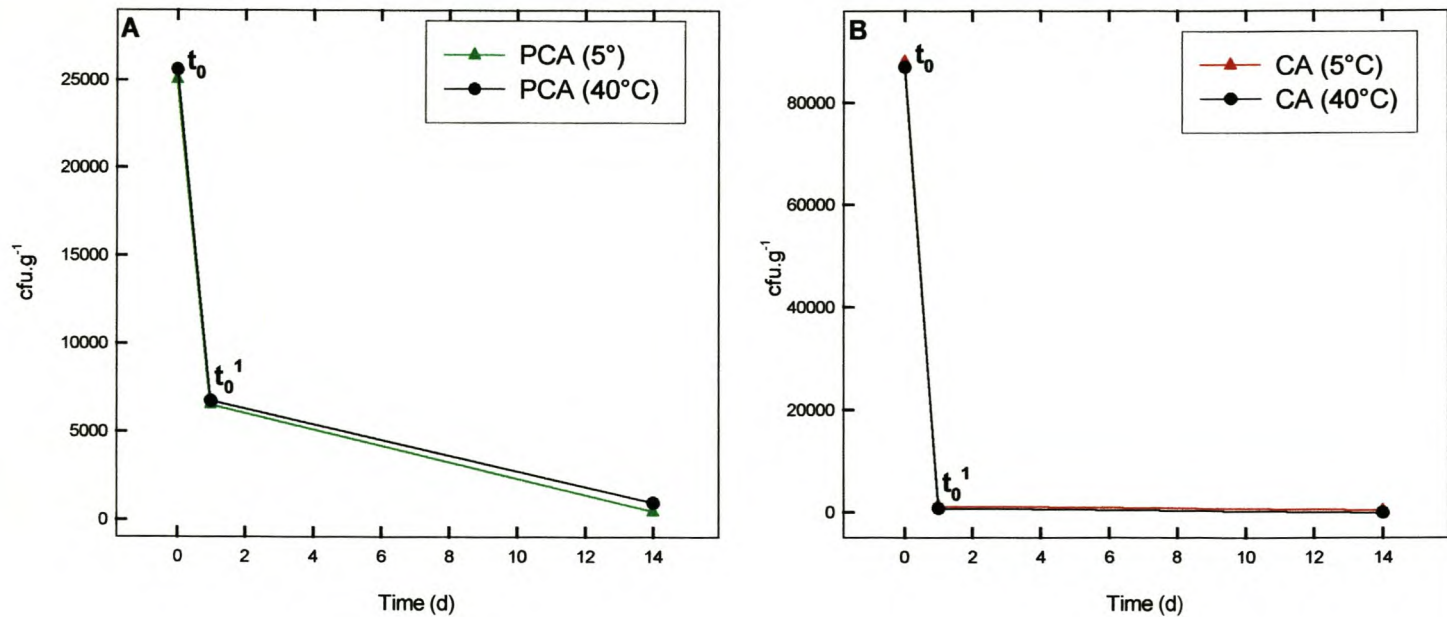 A
t₀
PCA (5°)
PCA (40°C)
25000
20000
15000
10000
5000
0
cfu.g⁻¹
t₀¹
0 2 4 6 8 10 12 14
Time (d)
B
t₀
CA (5°C)
CA (40°C)
80000
60000
40000
20000
0
cfu.g⁻¹
t₀¹
0 2 4 6 8 10 12 14
Time (d)